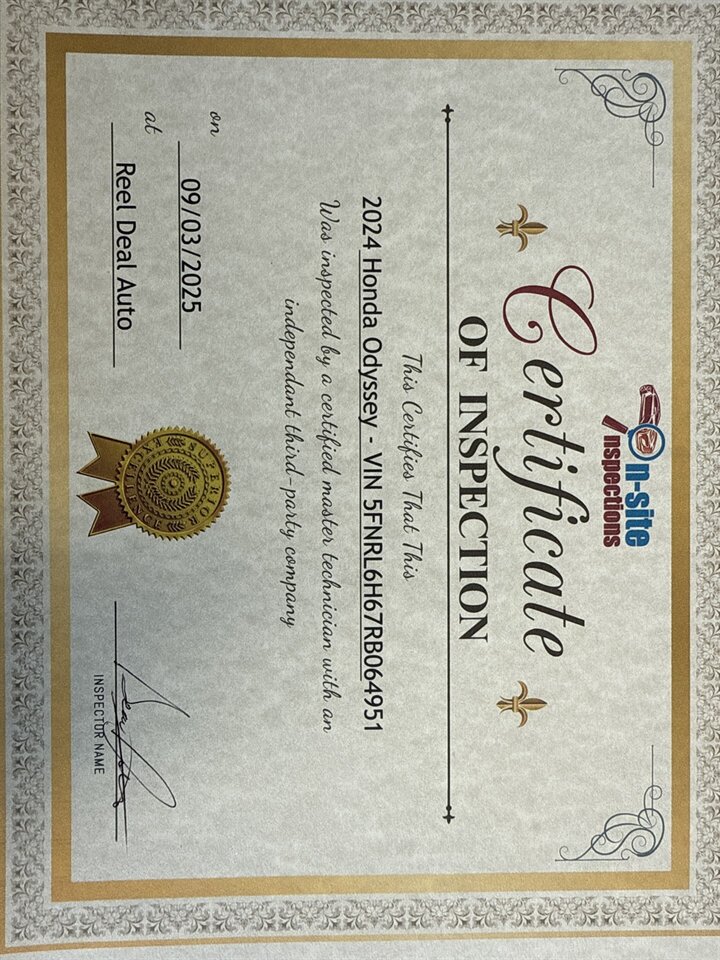 On-site
Inspections
Certificate
OF INSPECTION
This Certifies That This
2024 Honda Odyssey - VIN 5FNRL6H67RB064951
Was inspected by a certified master technician with an
independant third-party company
on 09/03/2025
at Reel Deal Auto
SUPERIOR
EXCELLENCE
INSPECTOR NAME